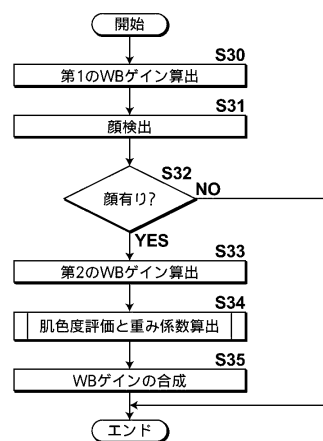 開始
S30
第1のWBゲイン算出
S31
顔検出
S32
顔有り?
NO
YES
S33
第2のWBゲイン算出
S34
肌色度評価と重み係数算出
S35
WBゲインの合成
エンド